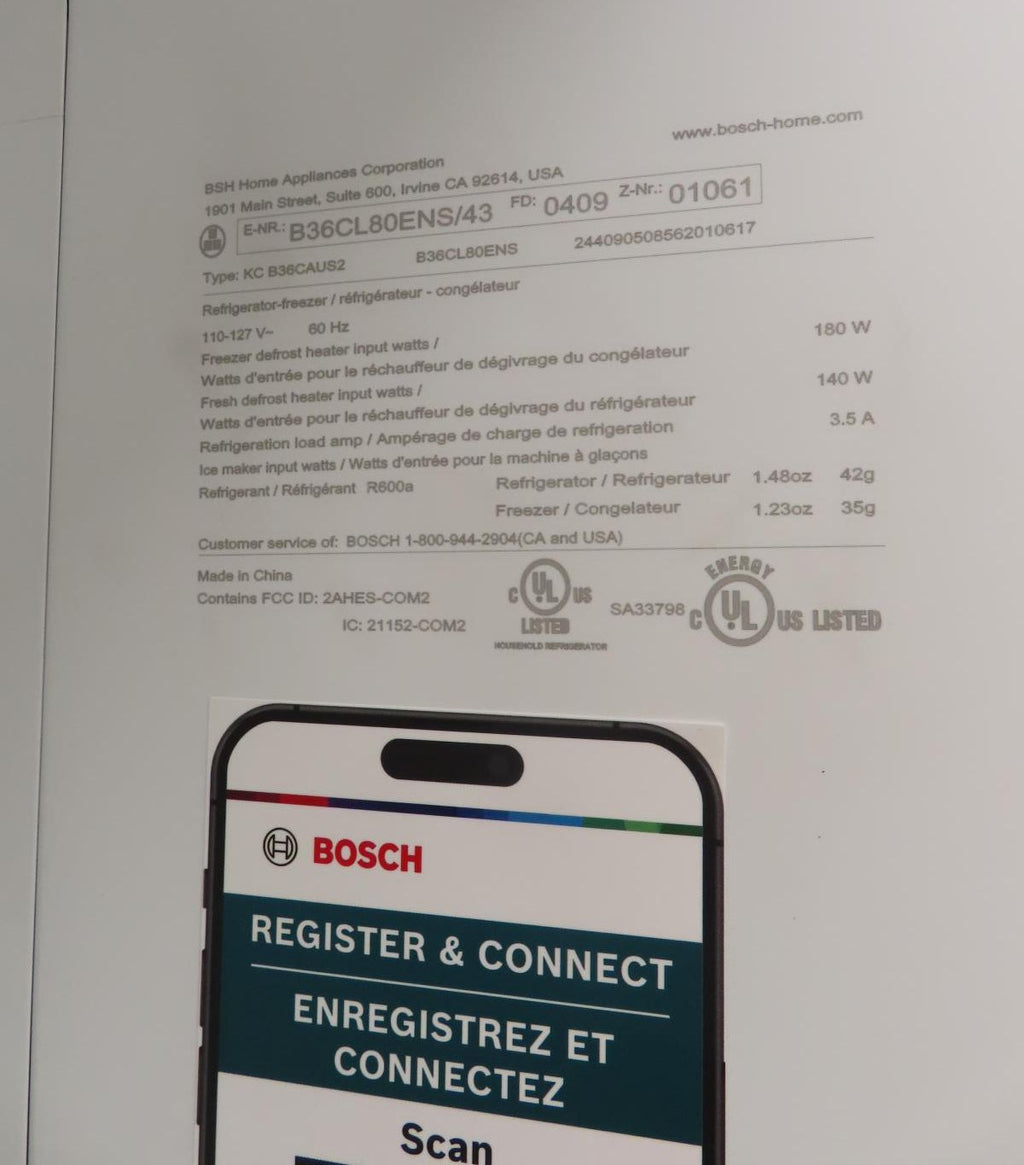 www.bosch-home.com
BSH Home Appliances Corporation
1901 Main Street, Suite 600, Irvine CA 92614, USA
E-NR.: B36CL80ENS/43 FD: 0409 Z-Nr.: 01061
Type: KC B36CAUS2 B36CL80ENS 244090508562010617
Refrigerator-freezer / réfrigérateur - congélateur
110-127 V~ 60 Hz
Freezer defrost heater input watts /
Watts d'entrée pour le réchauffeur de dégivrage du congélateur 180 W
Fresh defrost heater input watts /
Watts d'entrée pour le réchauffeur de dégivrage du réfrigérateur 140 W
Refrigeration load amp / Ampérage de charge de refrigeration 3.5 A
Ice maker input watts / Watts d'entrée pour la machine à glaçons
Refrigerant / Réfrigérant R600a Refrigerator / Refrigerateur 1.48oz 42g
Freezer / Congelateur 1.23oz 35g
Customer service of: BOSCH 1-800-944-2904(CA and USA)
Made in China
Contains FCC ID: 2AHES-COM2
IC: 21152-COM2
C UL US
LISTED
HOUSEHOLD REFRIGERATOR
SA33798
ENERGY
C UL US LISTED
BOSCH
REGISTER & CONNECT
ENREGISTREZ ET
CONNECTEZ
Scan